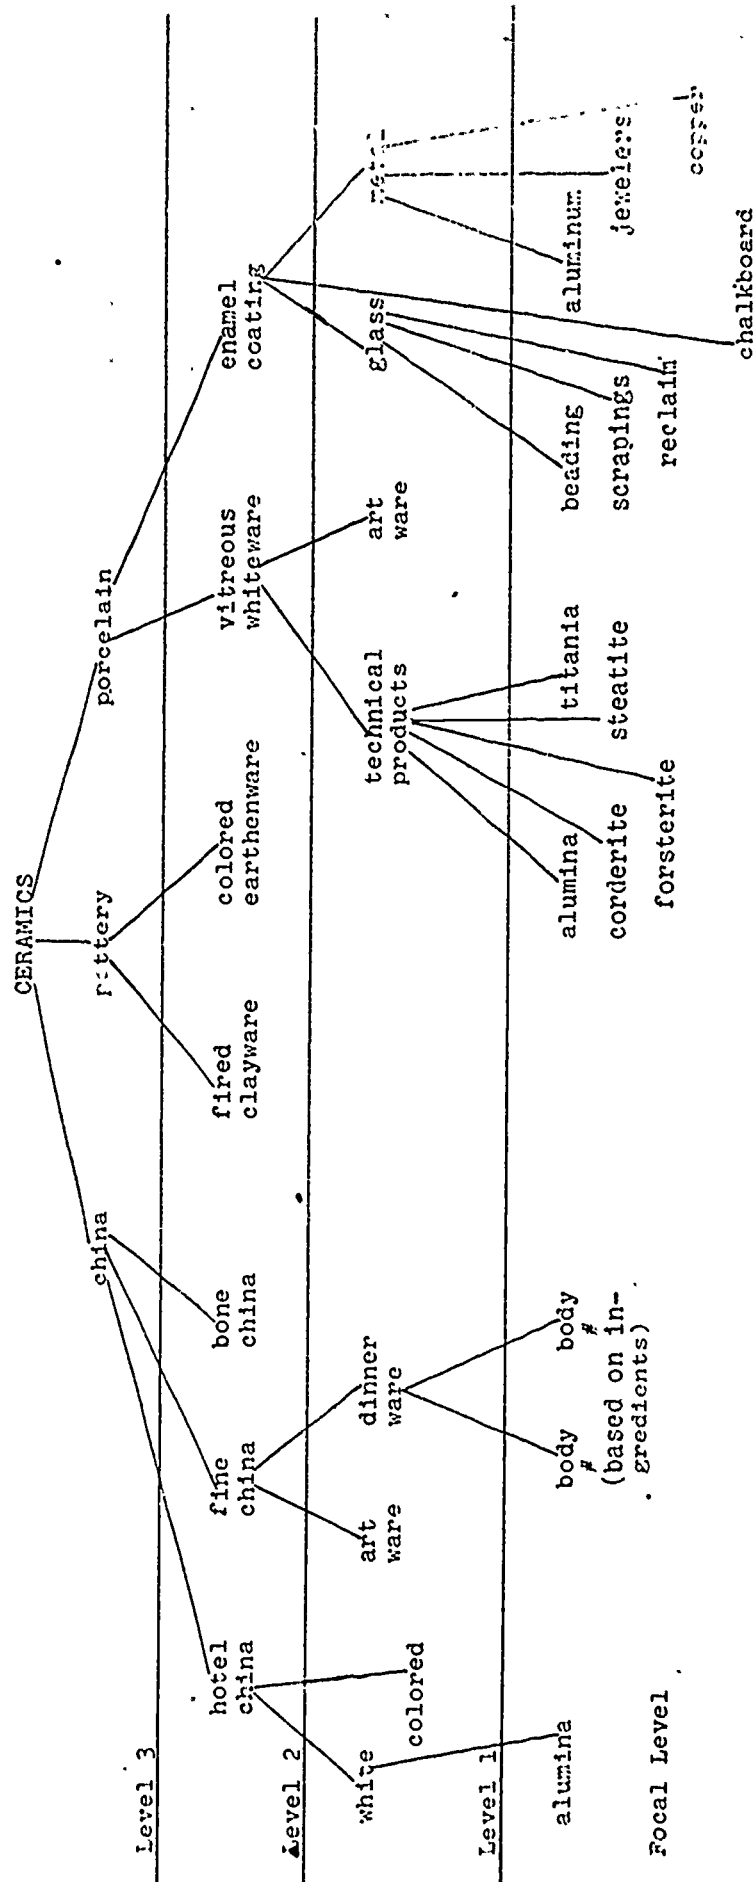 CERAMICS
Level 3
china
pottery
porcelain
Level 2
hotel
china
fine
china
bone
china
fired
clayware
colored
earthenware
vitreous
whiteware
enamel
coating
Level 1
white
colored
art
ware
dinner
ware
technical
products
art
ware
glass
metal
Focal Level
alumina
body
#
body
#
(based on in-
gredients)
alumina
corderite
forsterite
steatite
titania
beading
scrapings
reclaim
aluminum
jewelers
copper
chalkboard